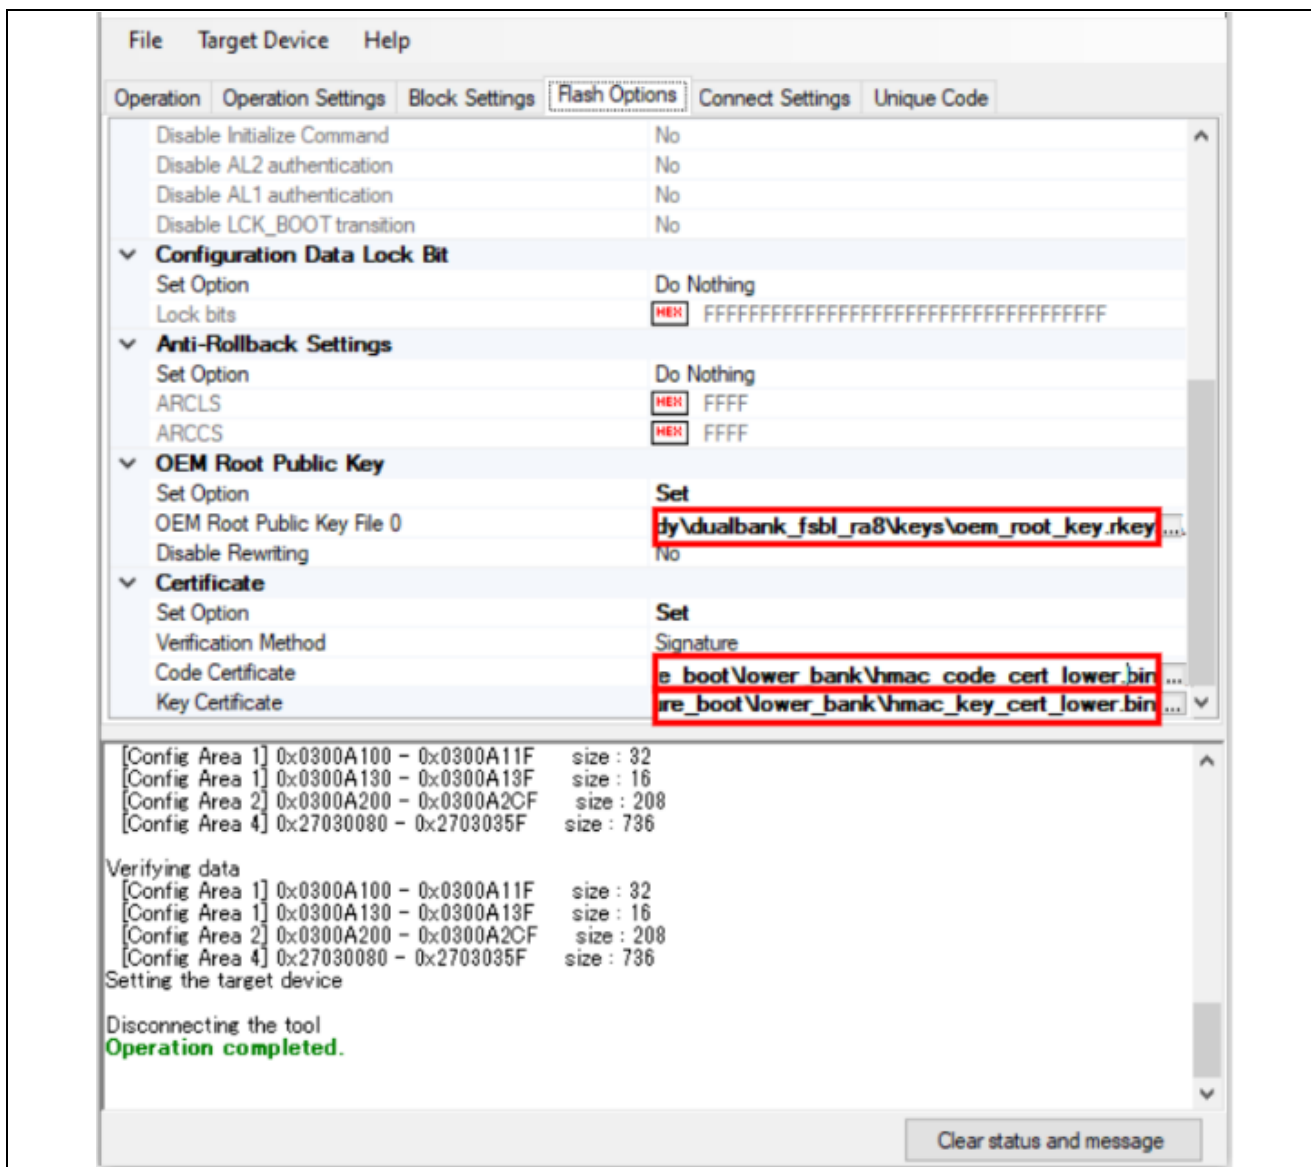 File Target Device Help
Operation Operation Settings Block Settings Flash Options Connect Settings Unique Code
Disable Initialize Command No
Disable AL2 authentication No
Disable AL1 authentication No
Disable LCK_BOOT transition No
Configuration Data Lock Bit
Set Option Do Nothing
Lock bits HEX FFFFFFFFFFFFFFFFFFFFFFFFFFFFFFFFFFFF
Anti-Rollback Settings
Set Option Do Nothing
ARCLS HEX FFFF
ARCCS HEX FFFF
OEM Root Public Key
Set Option Set
OEM Root Public Key File 0 dy\dualbank_fsbl_ra8\keys\oem_root_key.rkey ...
Disable Rewriting No
Certificate
Set Option Set
Verification Method Signature
Code Certificate e_boot\lower_bank\hmac_code_cert_lower.bin ...
Key Certificate re_boot\lower_bank\hmac_key_cert_lower.bin ...
[Config Area 1] 0x0300A100 - 0x0300A11F size : 32
[Config Area 1] 0x0300A130 - 0x0300A13F size : 16
[Config Area 2] 0x0300A200 - 0x0300A2CF size : 208
[Config Area 4] 0x27030080 - 0x2703035F size : 736
Verifying data
[Config Area 1] 0x0300A100 - 0x0300A11F size : 32
[Config Area 1] 0x0300A130 - 0x0300A13F size : 16
[Config Area 2] 0x0300A200 - 0x0300A2CF size : 208
[Config Area 4] 0x27030080 - 0x2703035F size : 736
Setting the target device
Disconnecting the tool
Operation completed.
Clear status and message